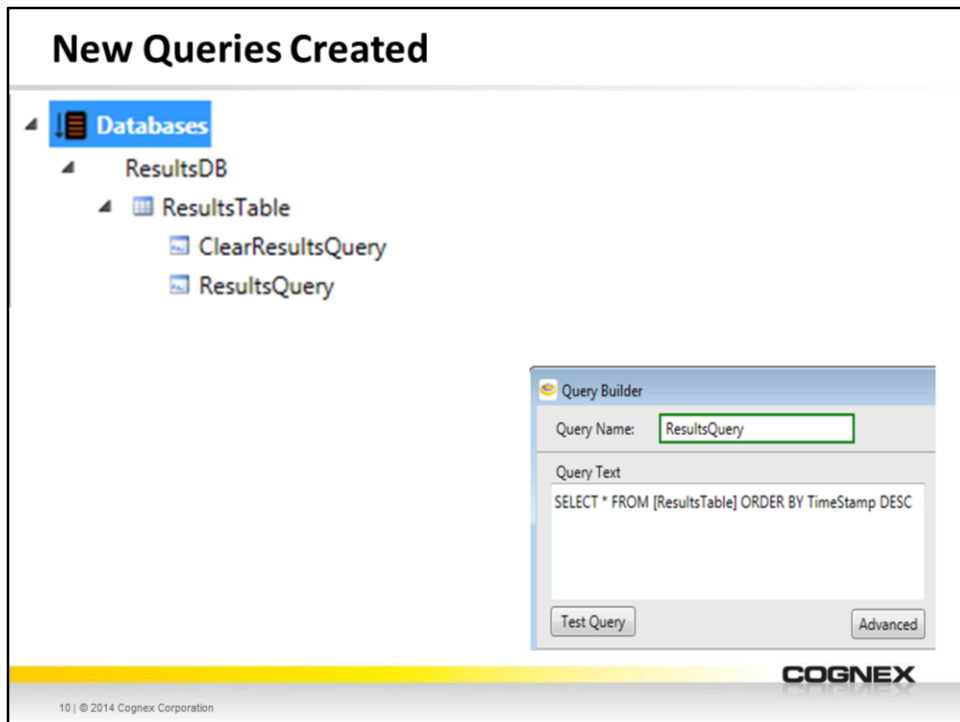 New Queries Created
Databases
ResultsDB
ResultsTable
ClearResultsQuery
ResultsQuery
Query Builder
Query Name: ResultsQuery
Query Text
SELECT * FROM [ResultsTable] ORDER BY TimeStamp DESC
Test Query Advanced
COGNEX
10 | © 2014 Cognex Corporation